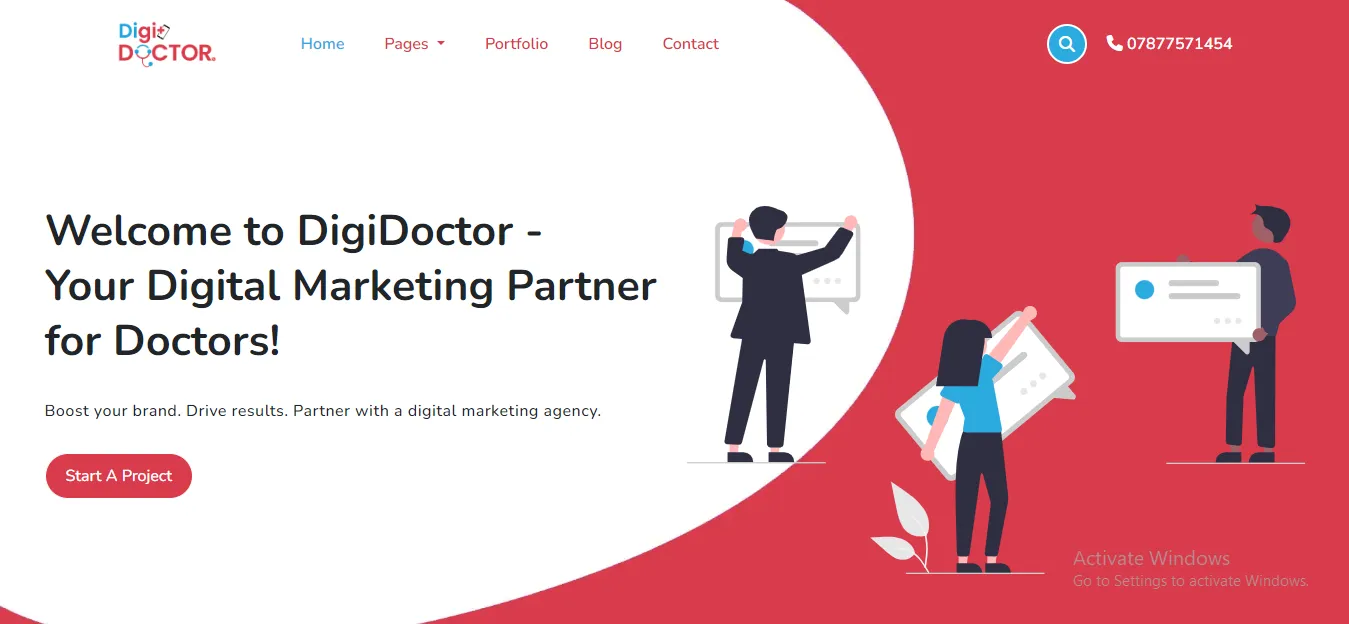 Digi
DOCTOR
Home
Pages
Portfolio
Blog
Contact
07877571454
Welcome to DigiDoctor -
Your Digital Marketing Partner
for Doctors!
Boost your brand. Drive results. Partner with a digital marketing agency.
Start A Project
Activate Windows
Go to Settings to activate Windows.